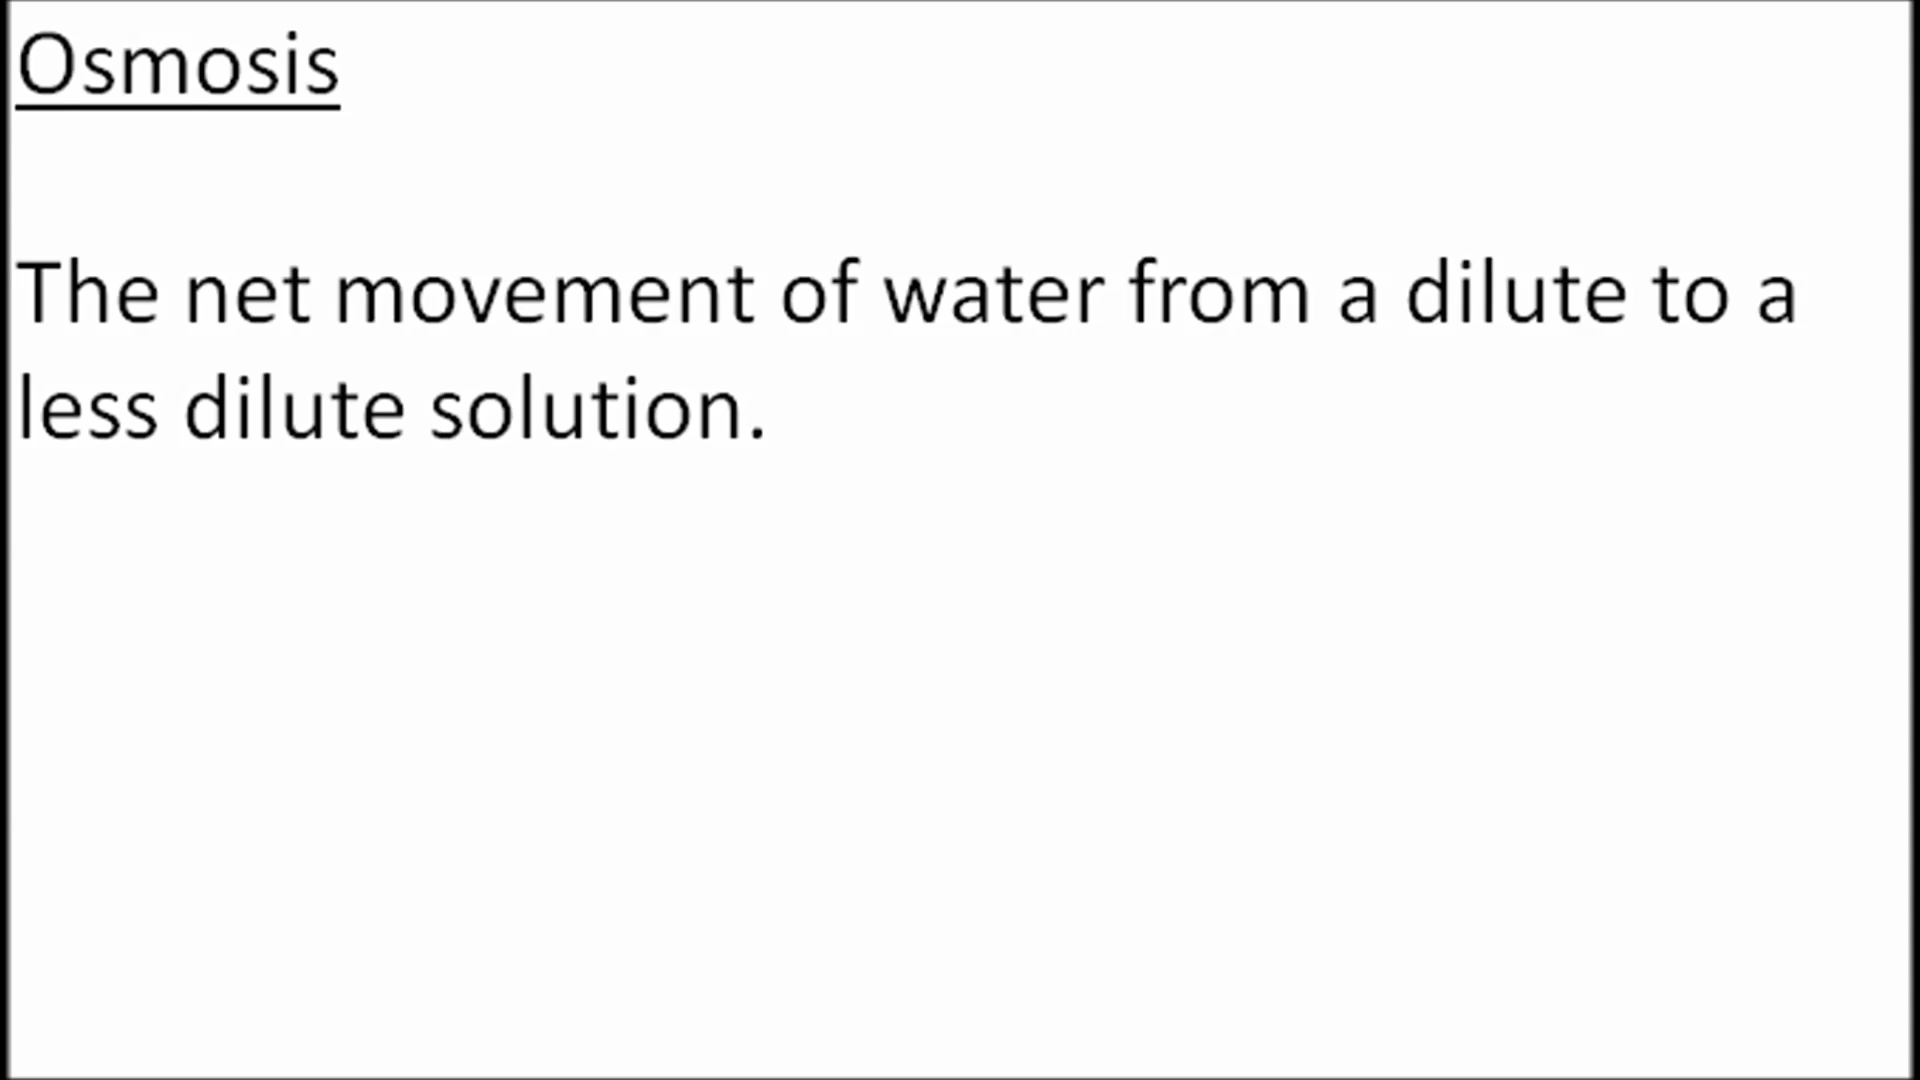 Osmosis
The net movement of water from a dilute to a
less dilute solution.